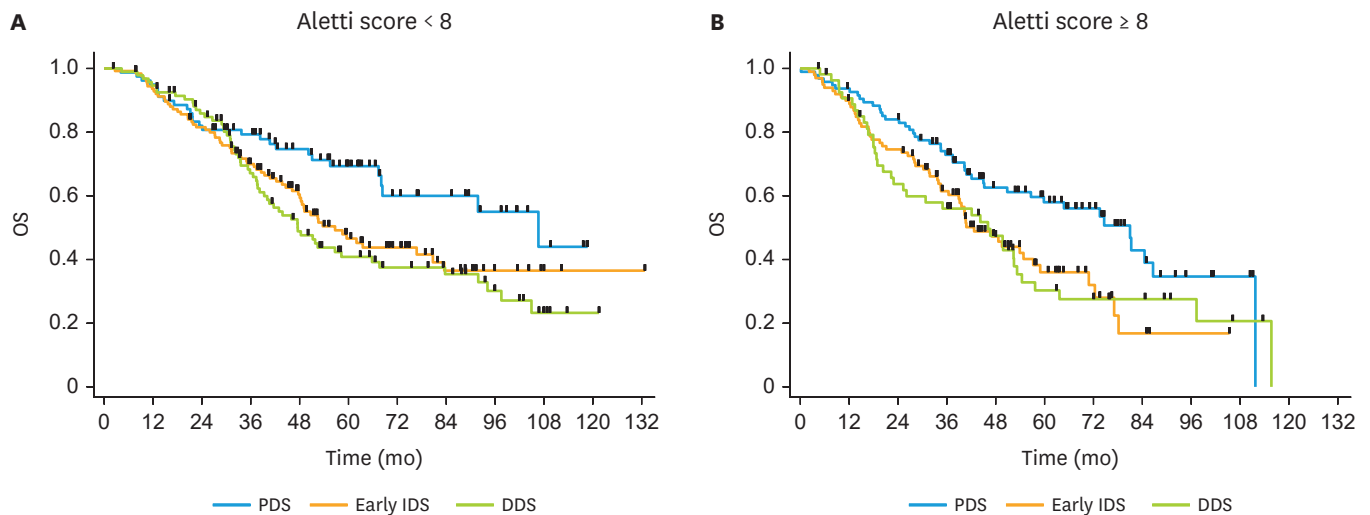 A
Aletti score < 8
OS
1.0
0.8
0.6
0.4
0.2
0
0 12 24 36 48 60 72 84 96 108 120 132
Time (mo)
PDS Early IDS DDS
B
Aletti score ≥ 8
OS
1.0
0.8
0.6
0.4
0.2
0
0 12 24 36 48 60 72 84 96 108 120 132
Time (mo)
PDS Early IDS DDS